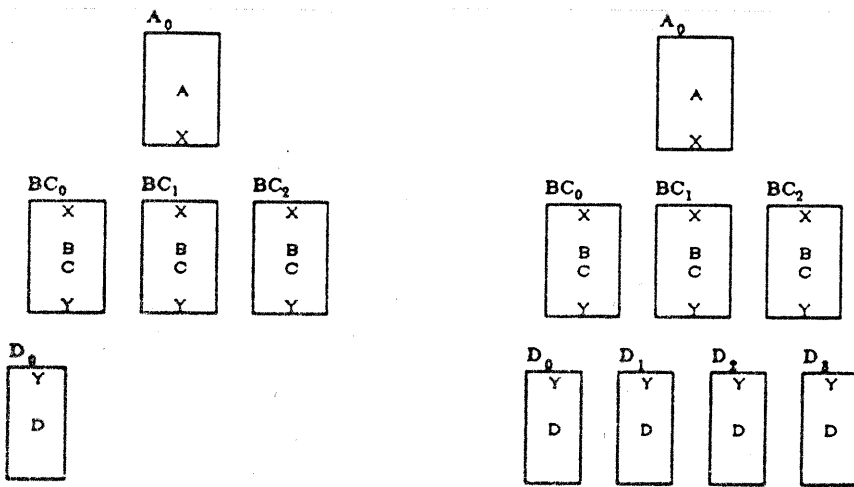 A₀ A₀
A A
X X
BC₀ BC₁ BC₂ BC₀ BC₁ BC₂
X X X X X X
B B B B B B
C C C C C C
Y Y Y Y Y Y
D₀ D₀ D₁ D₂ D₃
Y Y Y Y Y
D D D D D